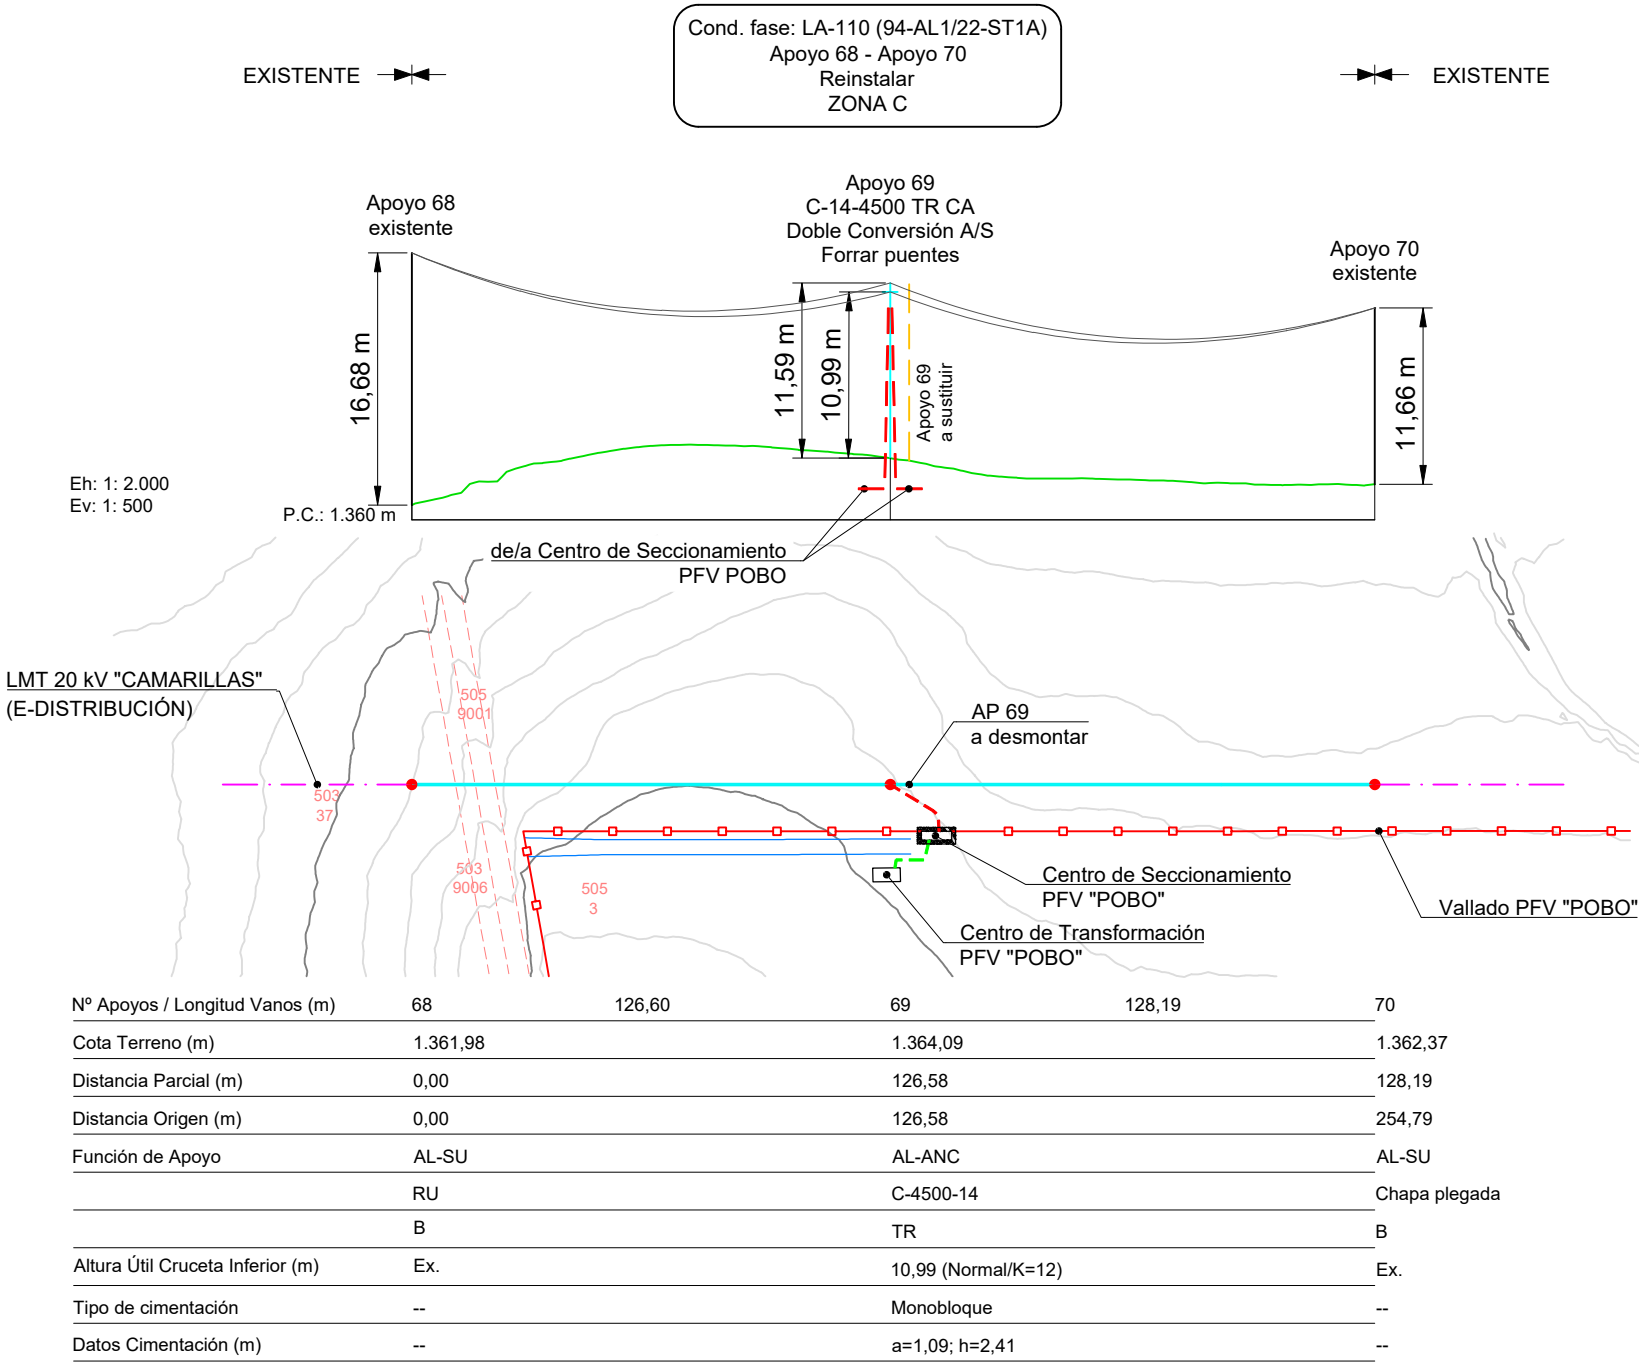 Cond. fase: LA-110 (94-AL1/22-ST1A)
Apoyo 68 - Apoyo 70
Reinstalar
ZONA C
EXISTENTE
EXISTENTE
Apoyo 68
existente
Apoyo 69
C-14-4500 TR CA
Doble Conversión A/S
Forrar puentes
Apoyo 70
existente
16,68 m
11,59 m
10,99 m
Apoyo 69
a sustituir
11,66 m
Eh: 1: 2.000
Ev: 1: 500
P.C.: 1.360 m
de/a Centro de Seccionamiento
PFV POBO
LMT 20 kV "CAMARILLAS"
(E-DISTRIBUCIÓN)
505
9001
AP 69
a desmontar
503
37
503
9006
505
3
Centro de Seccionamiento
PFV "POBO"
Vallado PFV "POBO"
Centro de Transformación
PFV "POBO"
Nº Apoyos / Longitud Vanos (m) 68 126,60 69 128,19 70
Cota Terreno (m) 1.361,98 1.364,09 1.362,37
Distancia Parcial (m) 0,00 126,58 128,19
Distancia Origen (m) 0,00 126,58 254,79
Función de Apoyo AL-SU AL-ANC AL-SU
RU C-4500-14 Chapa plegada
B TR B
Altura Útil Cruceta Inferior (m) Ex. 10,99 (Normal/K=12) Ex.
Tipo de cimentación -- Monobloque --
Datos Cimentación (m) -- a=1,09; h=2,41 --